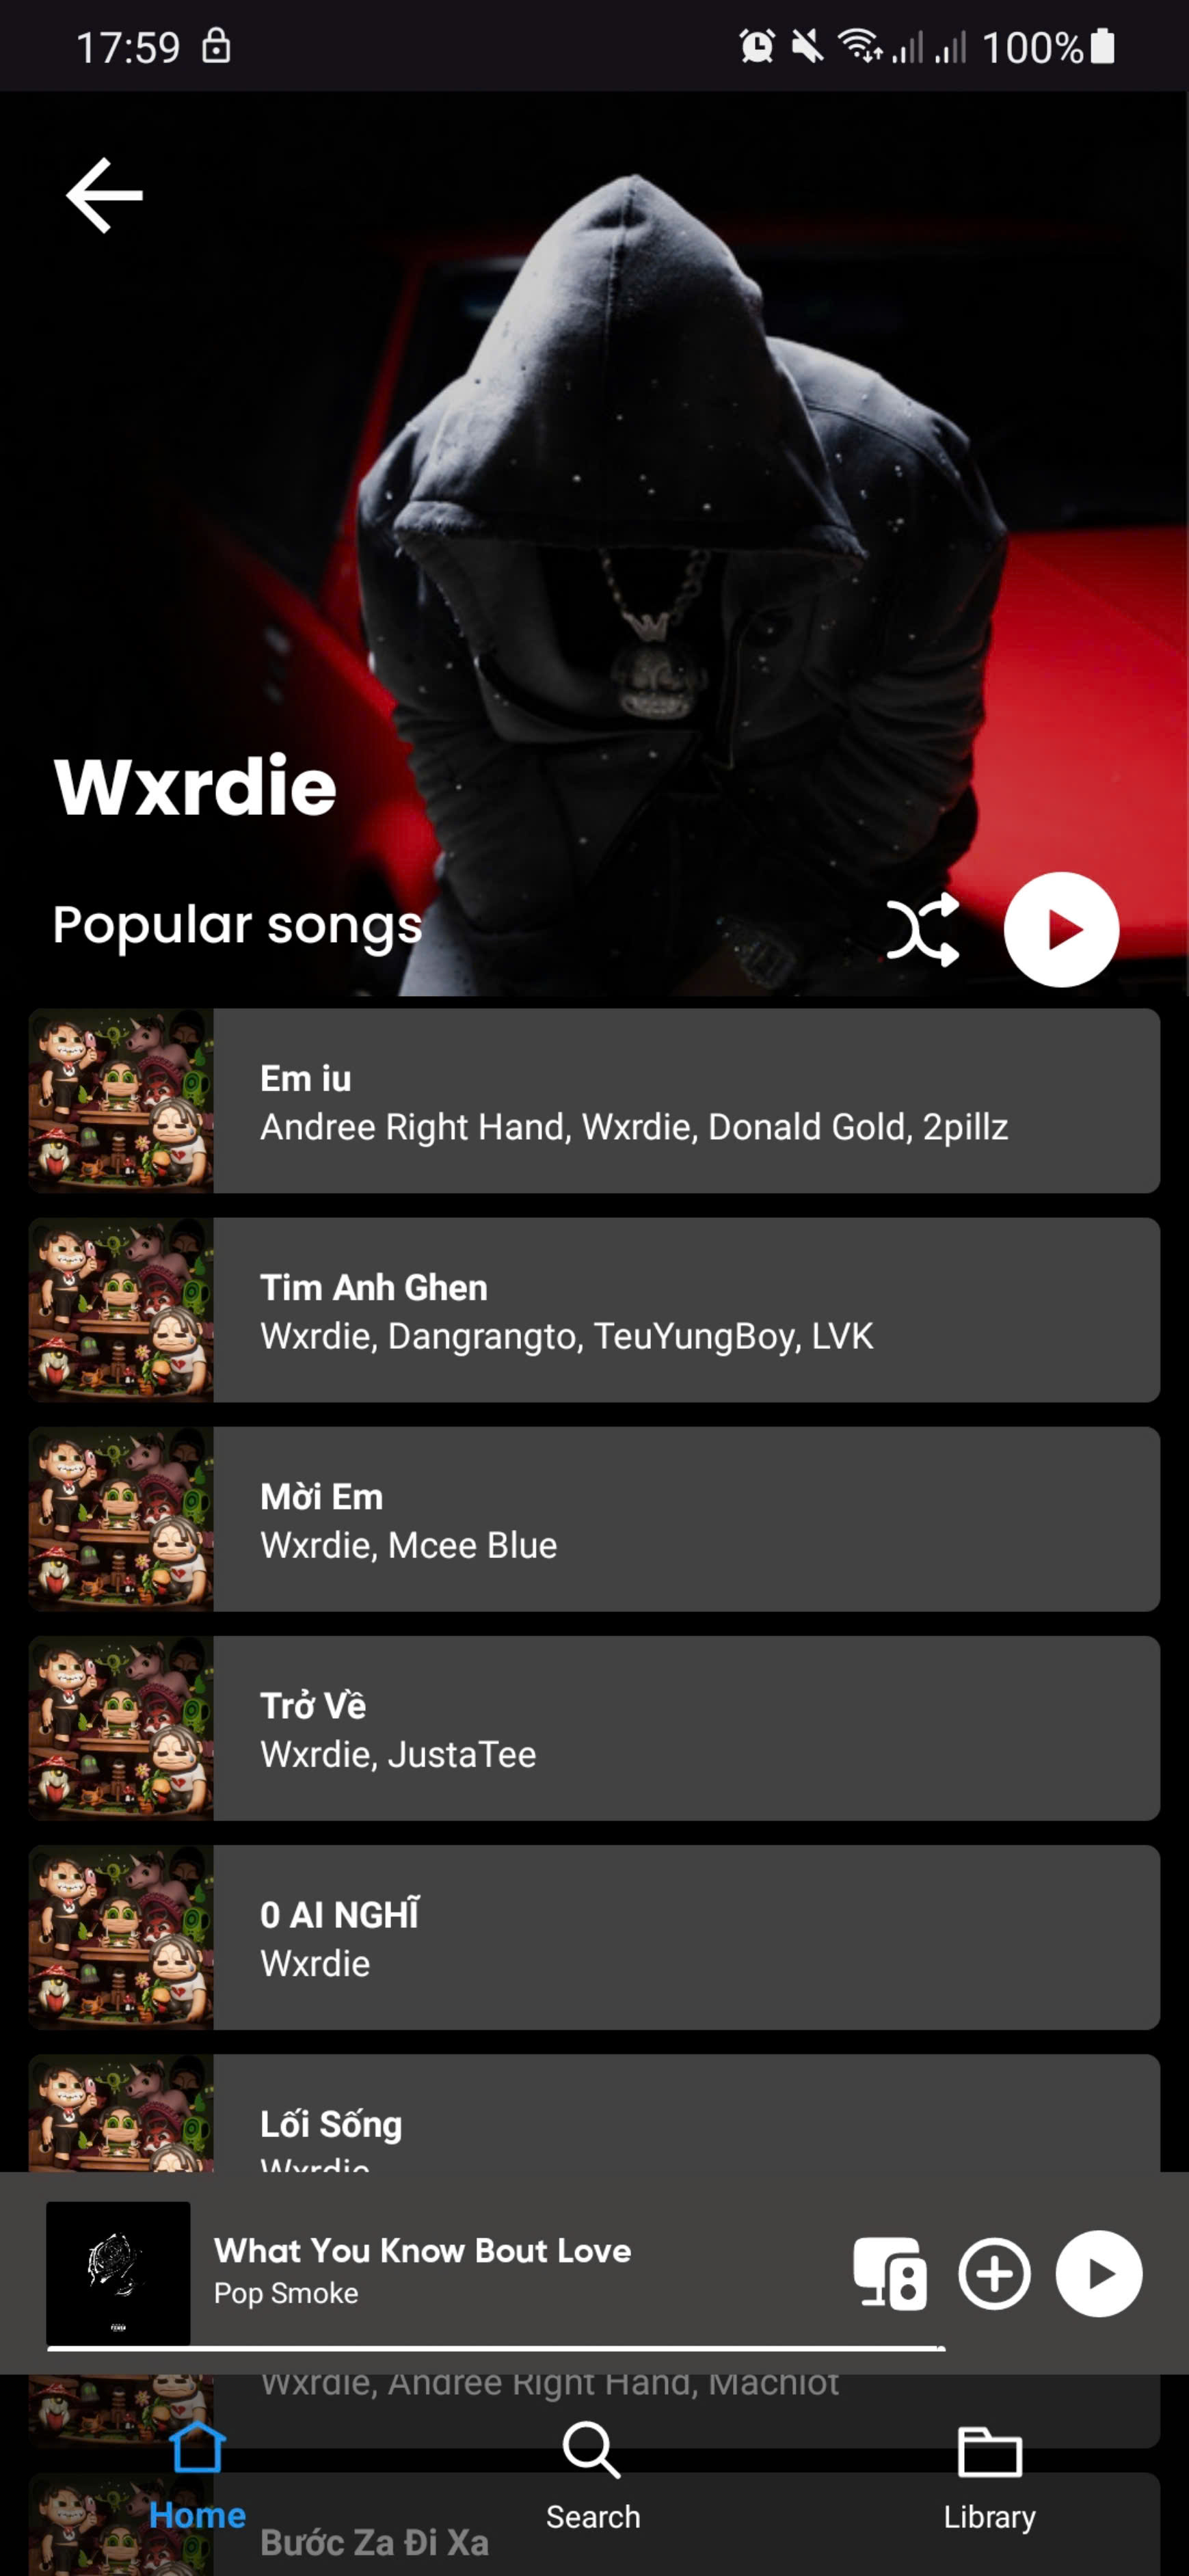 17:59
100%
Wxrdie
Popular songs
Em iu
Andree Right Hand, Wxrdie, Donald Gold, 2pillz
Tim Anh Ghen
Wxrdie, Dangrangto, TeuYungBoy, LVK
Mời Em
Wxrdie, Mcee Blue
Trở Về
Wxrdie, JustaTee
0 AI NGHĨ
Wxrdie
Lối Sống
Wxrdie
What You Know Bout Love
Pop Smoke
Wxrdie, Andree Right Hand, Machiot
Home
Search
Library
Bước Za Đi Xa